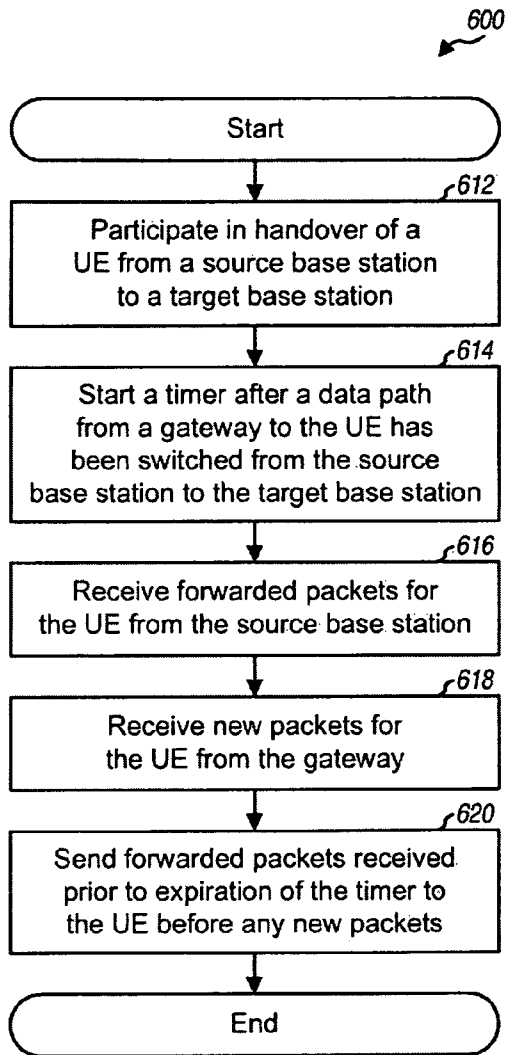 600
Start
612
Participate in handover of a
UE from a source base station
to a target base station
614
Start a timer after a data path
from a gateway to the UE has
been switched from the source
base station to the target base station
616
Receive forwarded packets for
the UE from the source base station
618
Receive new packets for
the UE from the gateway
620
Send forwarded packets received
prior to expiration of the timer to
the UE before any new packets
End